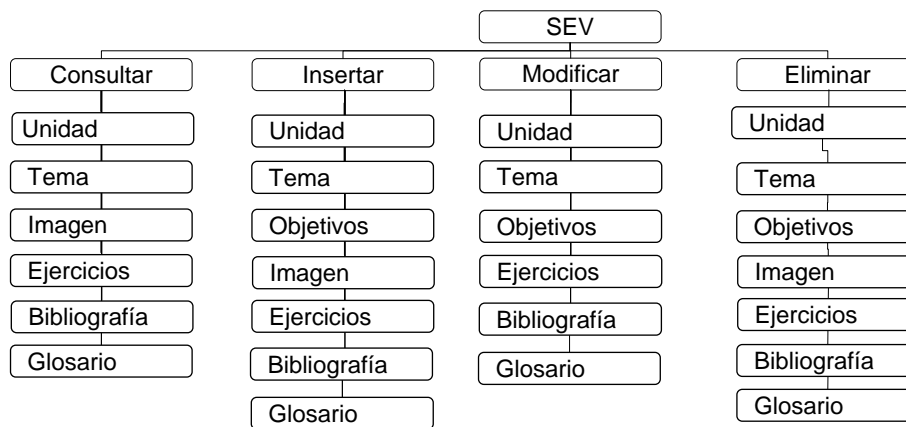 SEV
Consultar
Unidad
Tema
Imagen
Ejercicios
Bibliografía
Glosario
Insertar
Unidad
Tema
Objetivos
Imagen
Ejercicios
Bibliografía
Glosario
Modificar
Unidad
Tema
Objetivos
Ejercicios
Bibliografía
Glosario
Eliminar
Unidad
Tema
Objetivos
Imagen
Ejercicios
Bibliografía
Glosario